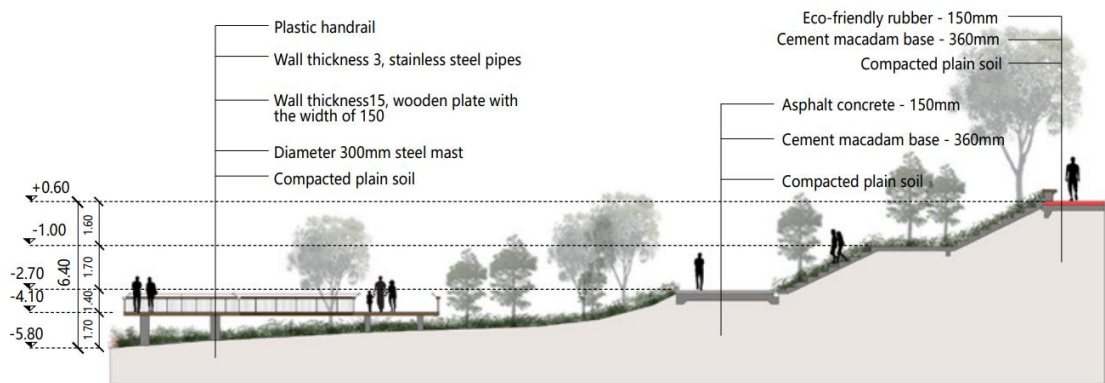 Plastic handrail
Wall thickness 3, stainless steel pipes
Wall thickness15, wooden plate with
the width of 150
Diameter 300mm steel mast
Compacted plain soil
Eco-friendly rubber - 150mm
Cement macadam base - 360mm
Compacted plain soil
Asphalt concrete - 150mm
Cement macadam base - 360mm
Compacted plain soil
+0.60
-1.00
-2.70
-4.10
-5.80
6.40
1.60
1.70
1.40
1.70